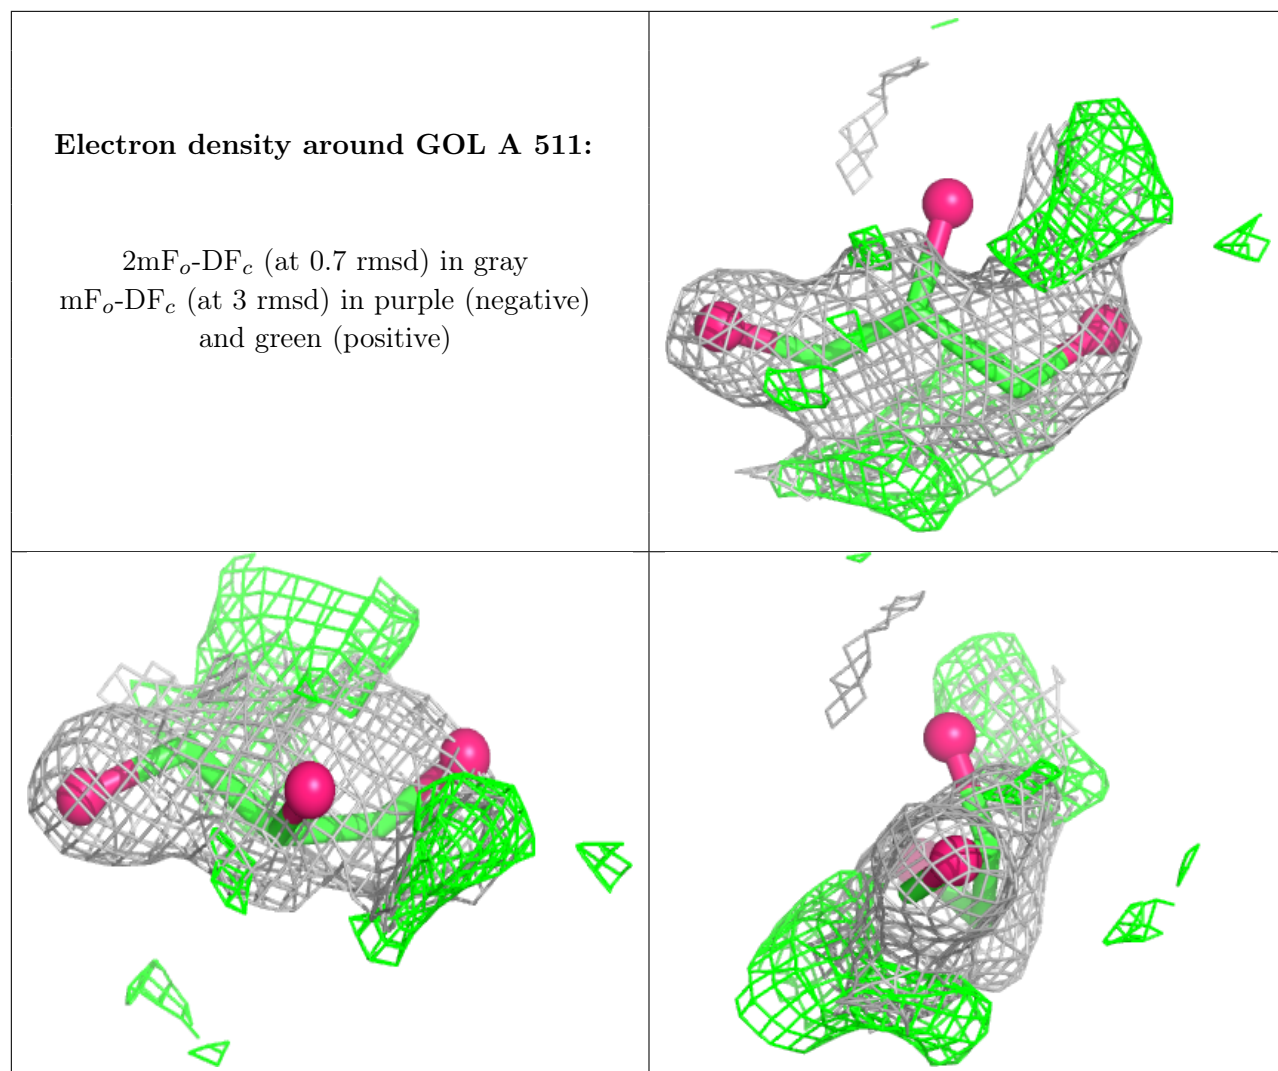 Electron density around GOL A 511:
2mFo-DFc (at 0.7 rmsd) in gray
mFo-DFc (at 3 rmsd) in purple (negative)
and green (positive)